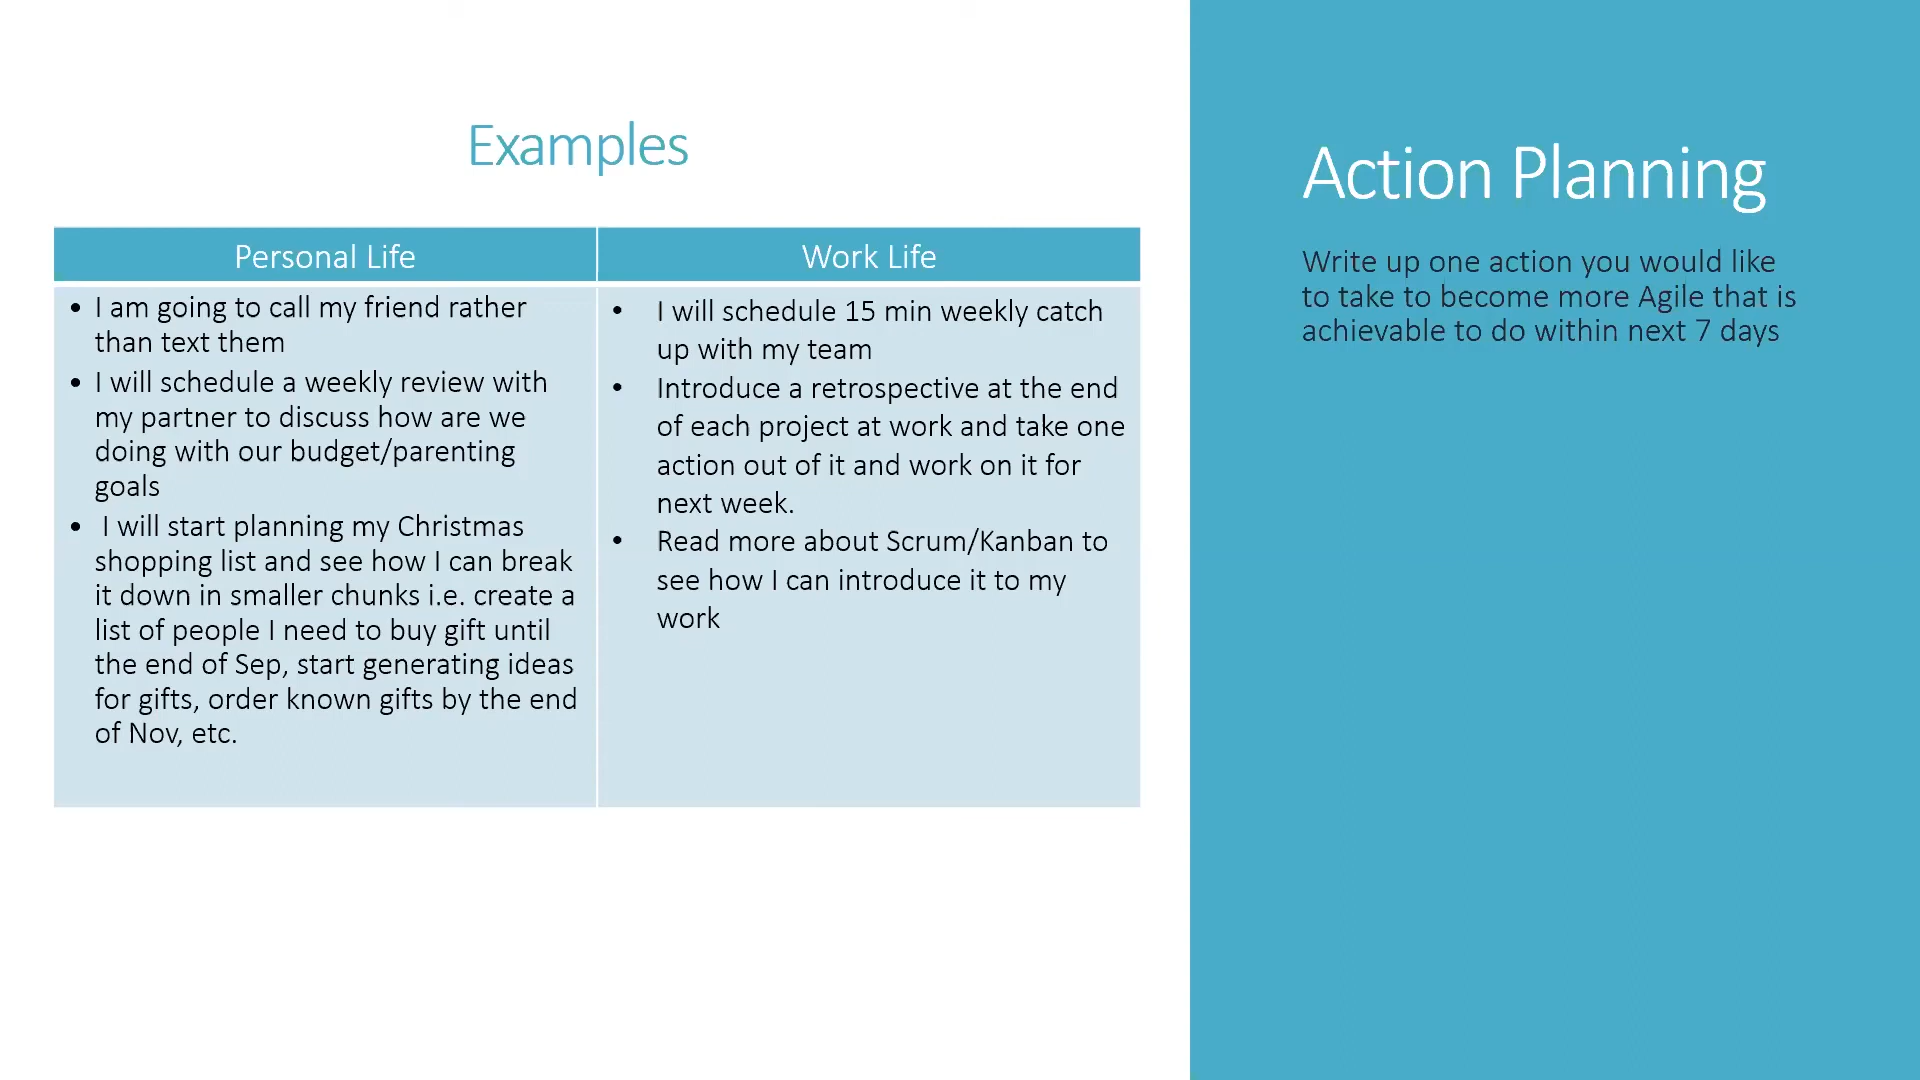 Examples
Personal Life
• I am going to call my friend rather
than text them
• I will schedule a weekly review with
my partner to discuss how are we
doing with our budget/parenting
goals
• I will start planning my Christmas
shopping list and see how I can break
it down in smaller chunks i.e. create a
list of people I need to buy gift until
the end of Sep, start generating ideas
for gifts, order known gifts by the end
of Nov, etc.
Work Life
• I will schedule 15 min weekly catch
up with my team
• Introduce a retrospective at the end
of each project at work and take one
action out of it and work on it for
next week.
• Read more about Scrum/Kanban to
see how I can introduce it to my
work
Action Planning
Write up one action you would like
to take to become more Agile that is
achievable to do within next 7 days